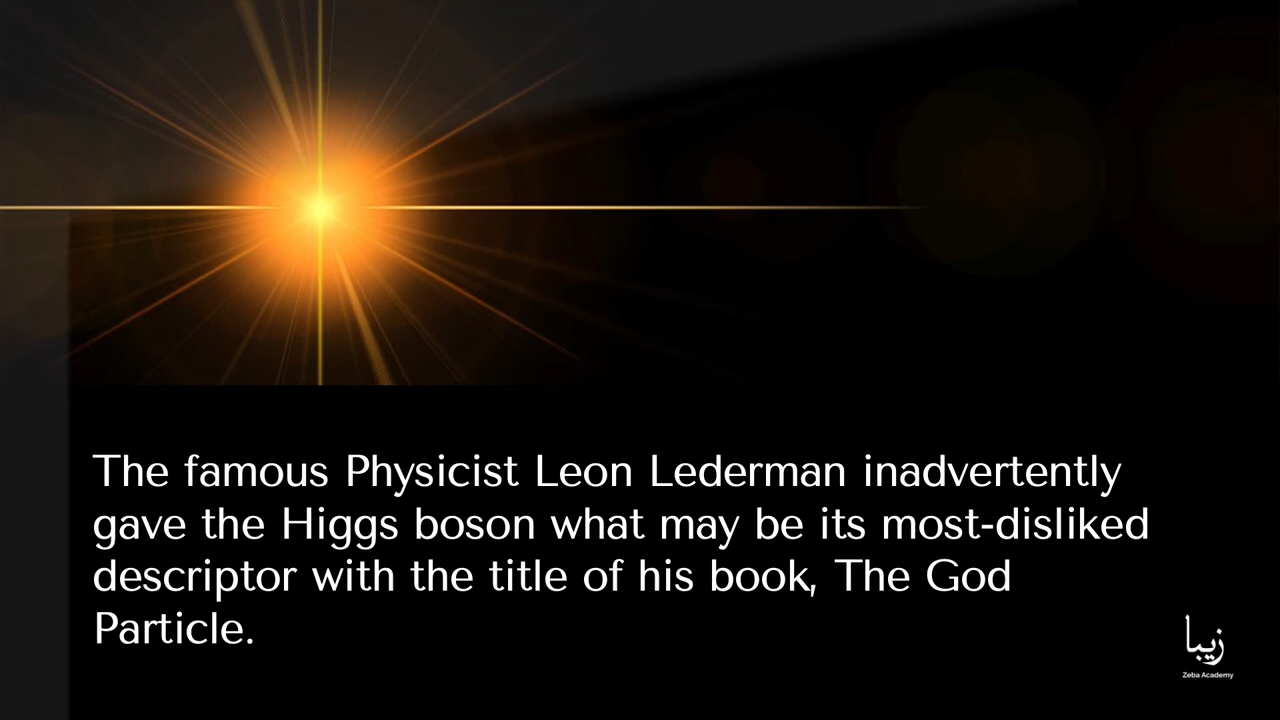 The famous Physicist Leon Lederman inadvertently
gave the Higgs boson what may be its most-disliked
descriptor with the title of his book, The God
Particle.
زيبا
Zeba Academy